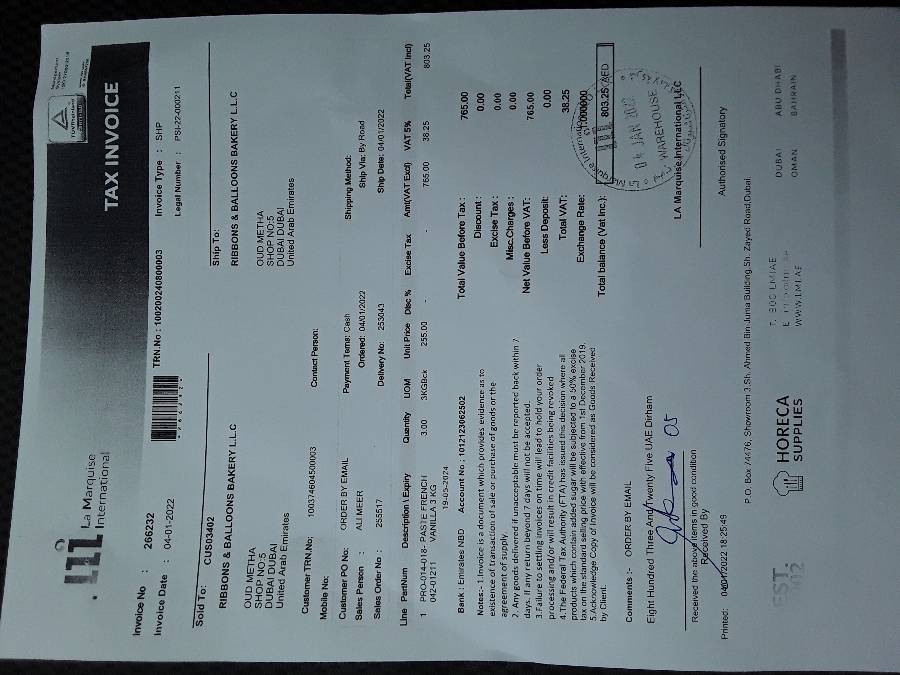 La Marquise
International
TAX INVOICE
Invoice No : 266232
TRN.No : 100200240800003
Invoice Type : SHP
Invoice Date : 04-01-2022
Legal Number : PSI-22-000211
Sold To: CUS03402
Ship To:
RIBBONS & BALLOONS BAKERY L.L.C
RIBBONS & BALLOONS BAKERY L.L.C
OUD METHA
SHOP NO:5
DUBAI DUBAI
United Arab Emirates
OUD METHA
SHOP NO:5
DUBAI DUBAI
United Arab Emirates
Customer TRN.No: 100374604500003
Mobile No:
Contact Person:
Customer PO No: ORDER BY EMAIL
Payment Tems: Cash
Shipping Method:
Sales Person : ALI MEER
Ordered: 04/01/2022
Ship Via: By Road
Sales Order No : 255517
Delivery No: 253043
Ship Date: 04/01/2022
Line PartNum Description \ Expiry Quantity UOM Unit Price Disc % Excise Tax Amt(VAT Excl) VAT 5% Total(VAT Incl)
1 PRO-014-018- PASTE FRENCH 3.00 3KGBck 255.00 - - 765.00 38.25 803.25
042-01211 VANILLA 3 KG
19-05-2024
Bank : Emirates NBD Account No : 1012123062502
Notes:- 1.Invoice is a document which provides evidence as to
existence of transaction of sale or purchase of goods or the
agreement of supply.
2. Any goods delivered if unacceptable must be reported back within 7
days. If any return beyond 7 days will not be accepted.
3.Failure to settling invoices on time will lead to hold your order
processing and/or will result in credit facilities being revoked
4.The Federal Tax Authority (FTA) has issued this decision where all
products which contain added sugar will be subjected to a 50% excise
tax on the standard selling price with effective from 1st December 2019.
5.Acknowledge Copy of Invoice will be considered as Goods Received
by Client.
Total Value Before Tax : 765.00
Discount : 0.00
Excise Tax : 0.00
Misc.Charges : 0.00
Net Value Before VAT: 765.00
Less Deposit: 0.00
Total VAT: 38.25
Exchange Rate:
Total balance (Vat Inc.): 803.25 AED
04 JAN 2022
WAREHOUSE
Comments :- ORDER BY EMAIL
Eight Hundred Three And Twenty Five UAE Dirham
LA Marquise International LLC
Received the above items in good condition
Received By
Authorised Signatory
Printed: 04/01/2022 18:25:49
P.O. Box 74476, Showroom 3,Sh. Ahmed Bin Juma Building,Sh. Zayed Road,Dubai.
EST
HORECA
SUPPLIES
T. 800 LMIAE
WWW.LMI.AE
DUBAI ABU DHABI
OMAN BAHRAIN